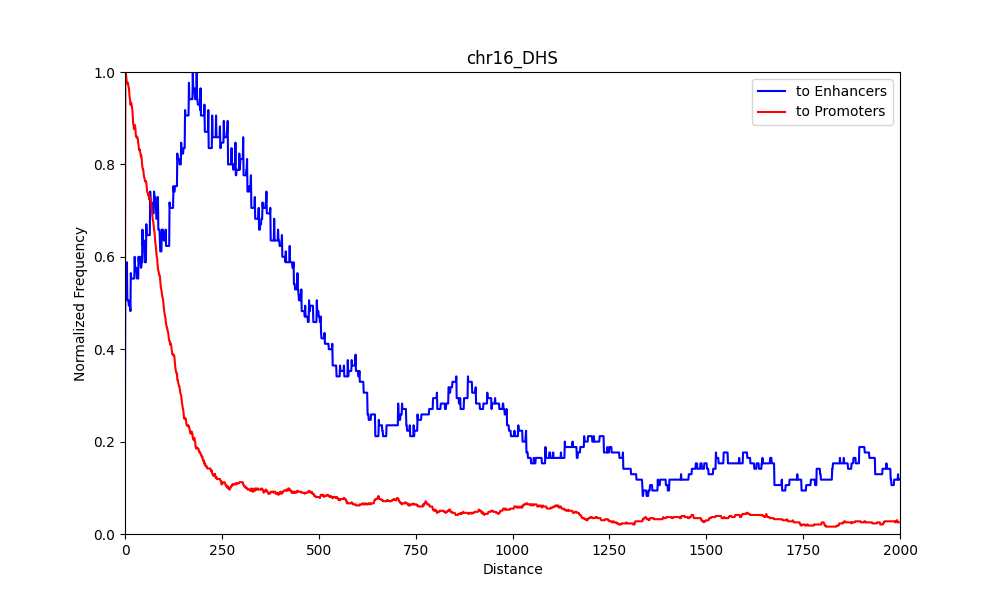 chr16_DHS
to Enhancers
to Promoters
Normalized Frequency
1.0
0.8
0.6
0.4
0.2
0.0
0 250 500 750 1000 1250 1500 1750 2000
Distance